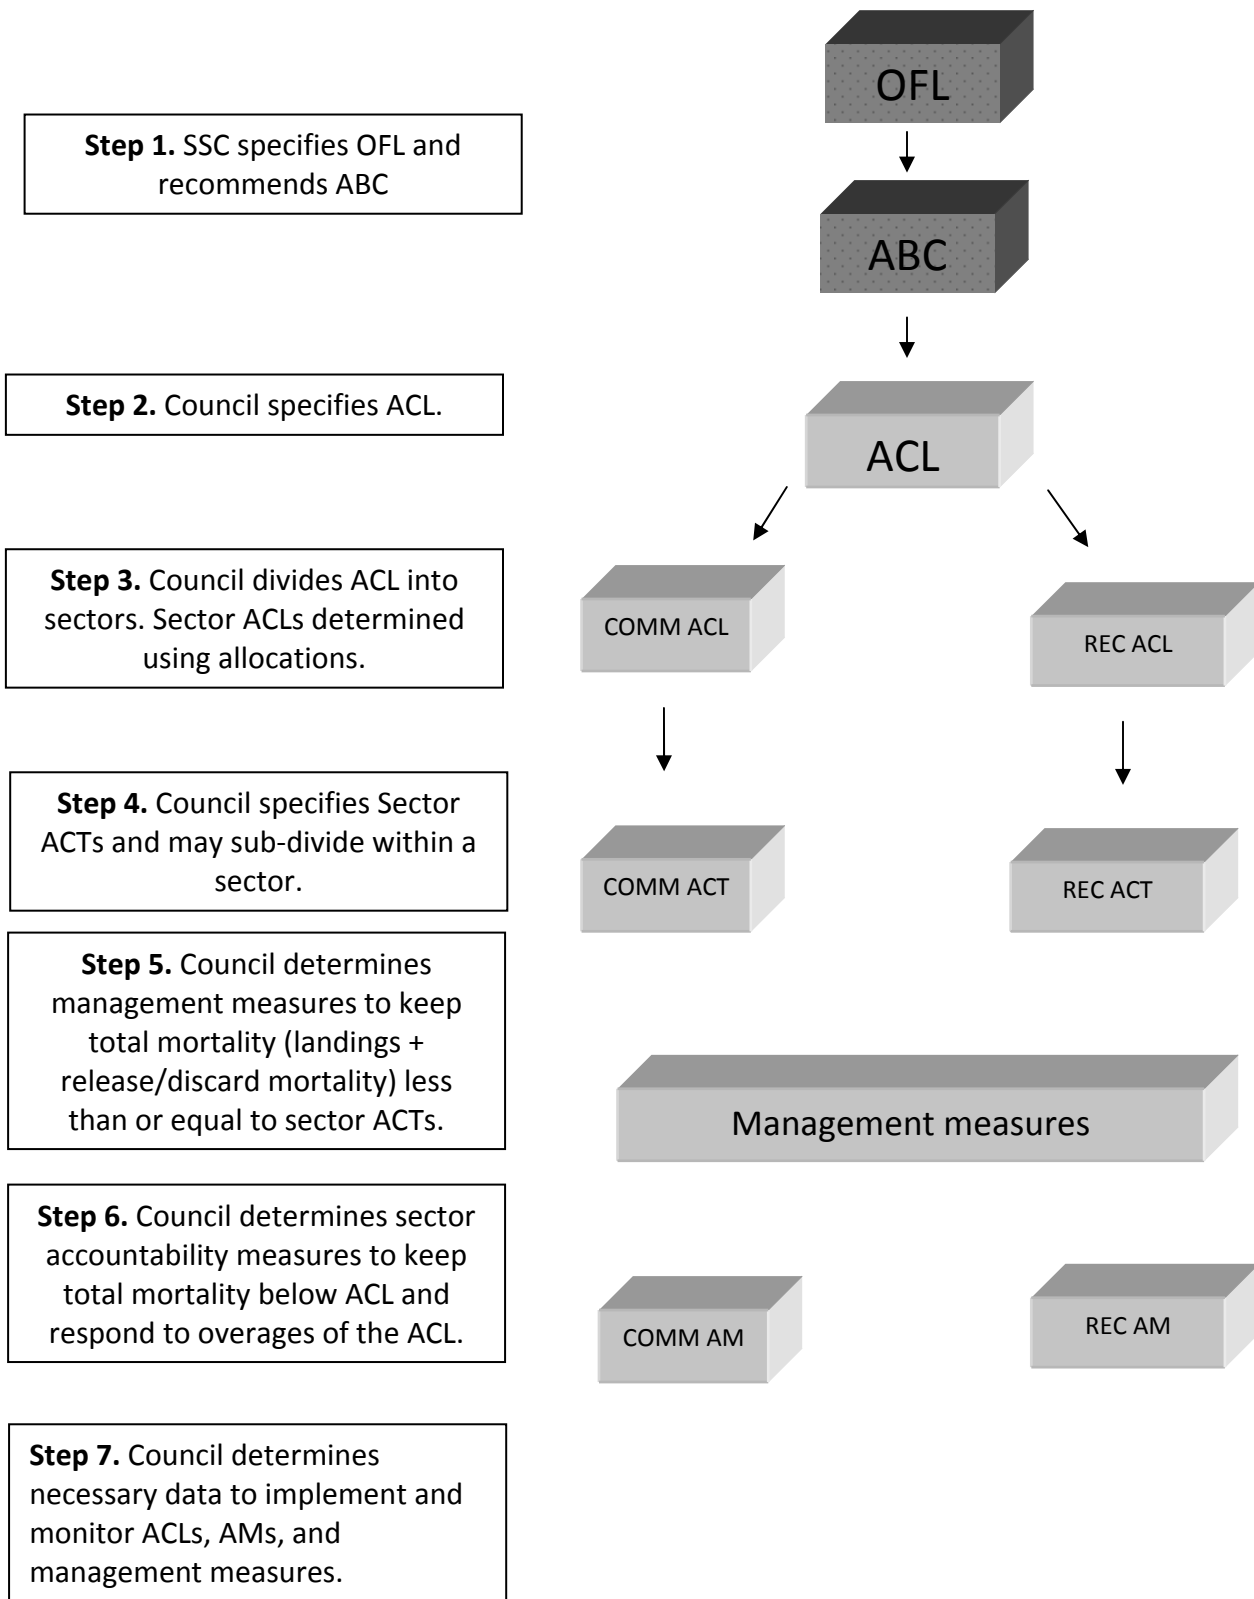 OFL
Step 1. SSC specifies OFL and
recommends ABC
ABC
Step 2. Council specifies ACL.
ACL
Step 3. Council divides ACL into
sectors. Sector ACLs determined
using allocations.
COMM ACL
REC ACL
Step 4. Council specifies Sector
ACTs and may sub-divide within a
sector.
COMM ACT
REC ACT
Step 5. Council determines
management measures to keep
total mortality (landings +
release/discard mortality) less
than or equal to sector ACTs.
Management measures
Step 6. Council determines sector
accountability measures to keep
total mortality below ACL and
respond to overages of the ACL.
COMM AM
REC AM
Step 7. Council determines
necessary data to implement and
monitor ACLs, AMs, and
management measures.